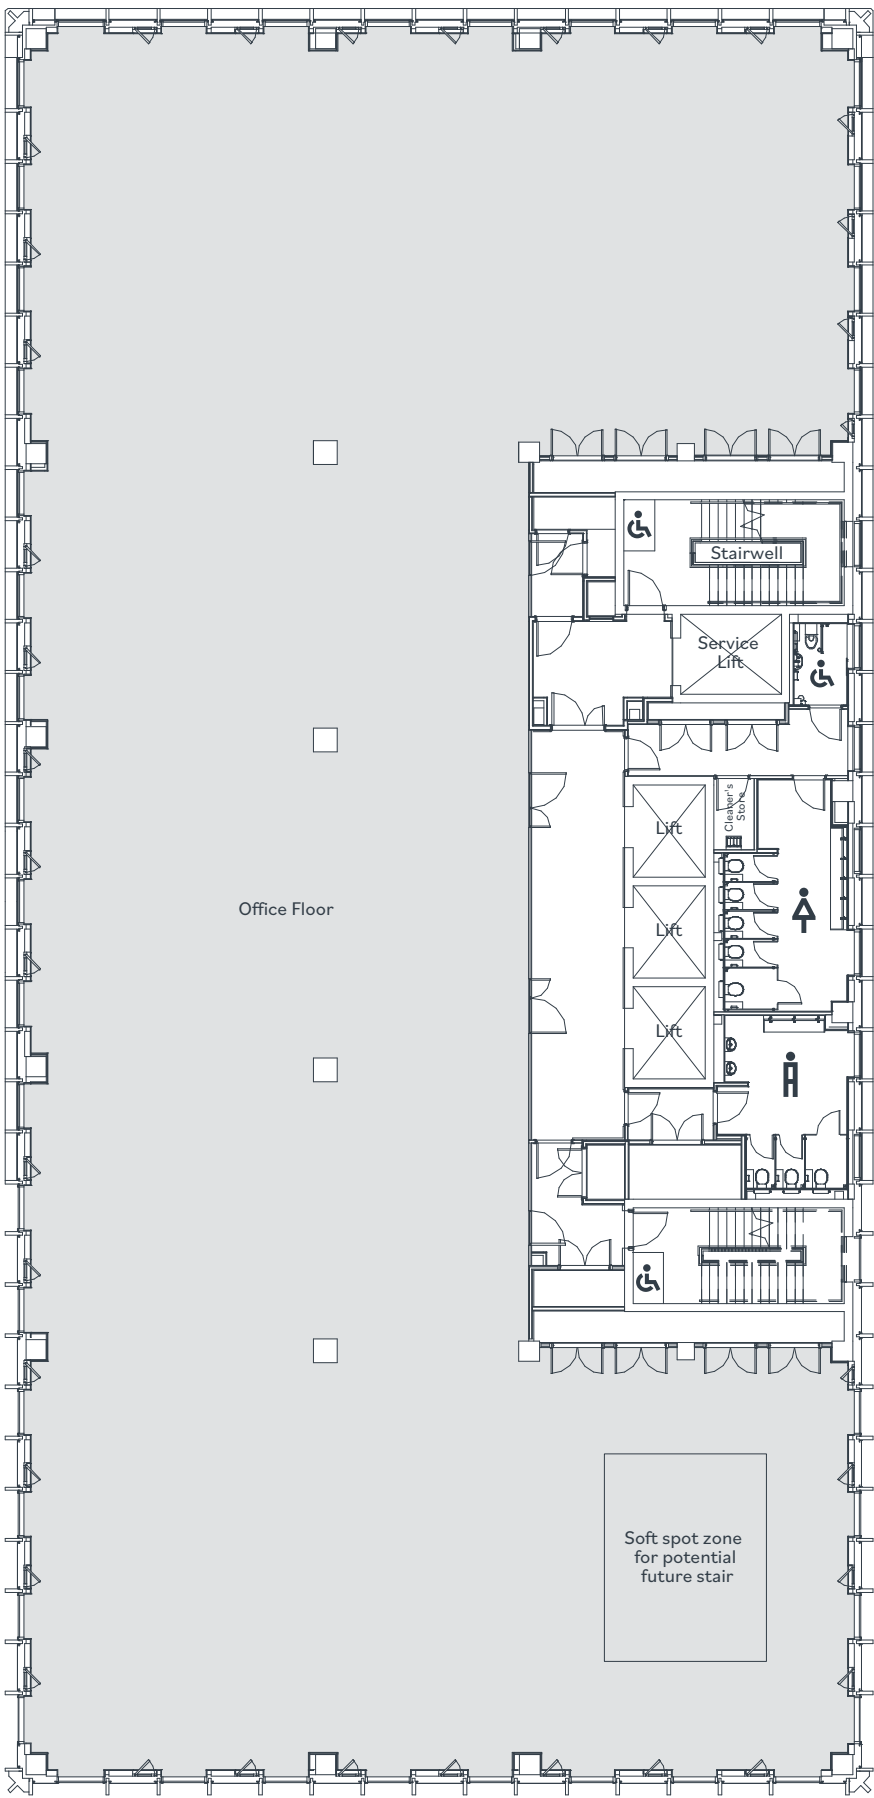 Stairwell
Service
Lift
Cleaner's
Store
Lift
Office Floor
Lift
Lift
Soft spot zone
for potential
future stair